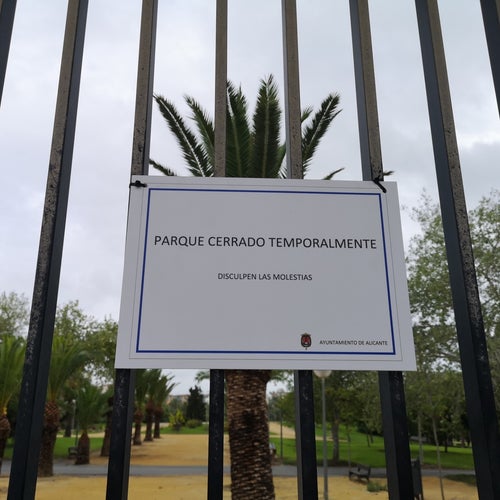 PARQUE CERRADO TEMPORALMENTE
DISCULPEN LAS MOLESTIAS
AYUNTAMIENTO DE ALICANTE